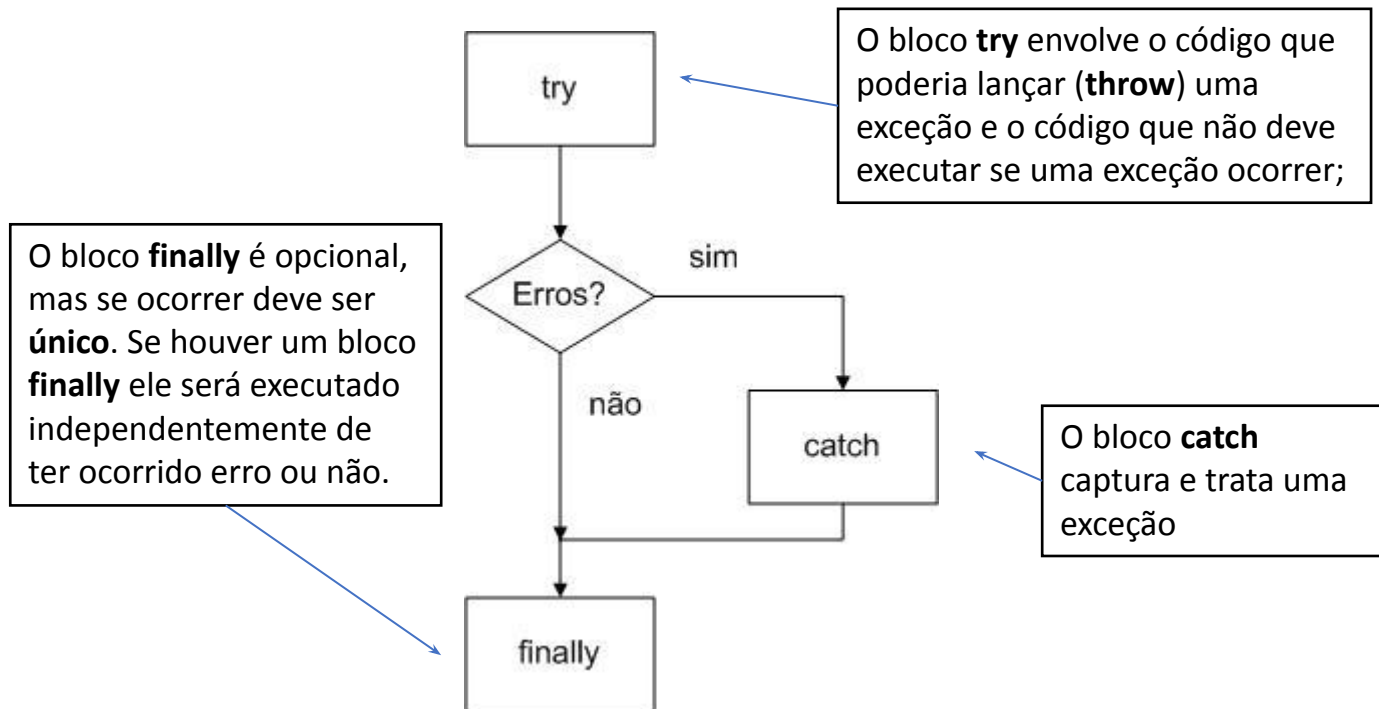 try
O bloco try envolve o código que
poderia lançar (throw) uma
exceção e o código que não deve
executar se uma exceção ocorrer;
O bloco finally é opcional,
mas se ocorrer deve ser
único. Se houver um bloco
finally ele será executado
independentemente de
ter ocorrido erro ou não.
Erros?
sim
não
catch
O bloco catch
captura e trata uma
exceção
finally